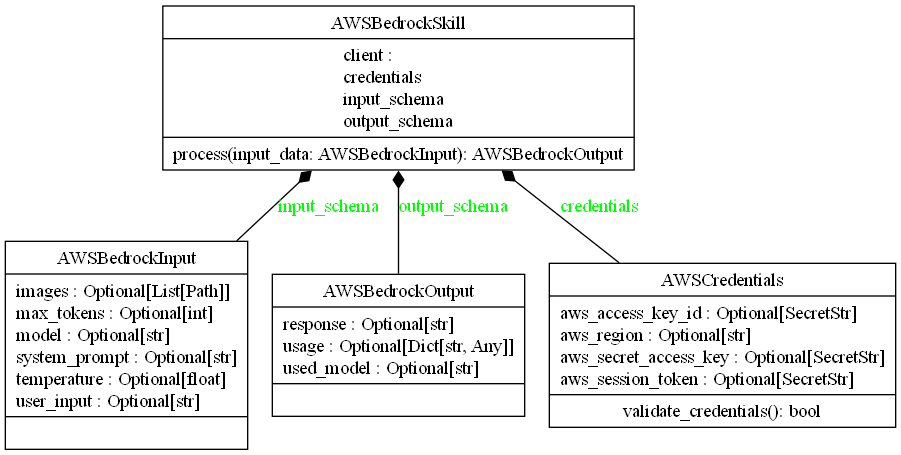 AWSBedrockSkill
client :
credentials
input_schema
output_schema
process(input_data: AWSBedrockInput): AWSBedrockOutput
input_schema
output_schema
credentials
AWSBedrockInput
images : Optional[List[Path]]
max_tokens : Optional[int]
model : Optional[str]
system_prompt : Optional[str]
temperature : Optional[float]
user_input : Optional[str]
AWSBedrockOutput
response : Optional[str]
usage : Optional[Dict[str, Any]]
used_model : Optional[str]
AWSCredentials
aws_access_key_id : Optional[SecretStr]
aws_region : Optional[str]
aws_secret_access_key : Optional[SecretStr]
aws_session_token : Optional[SecretStr]
validate_credentials(): bool